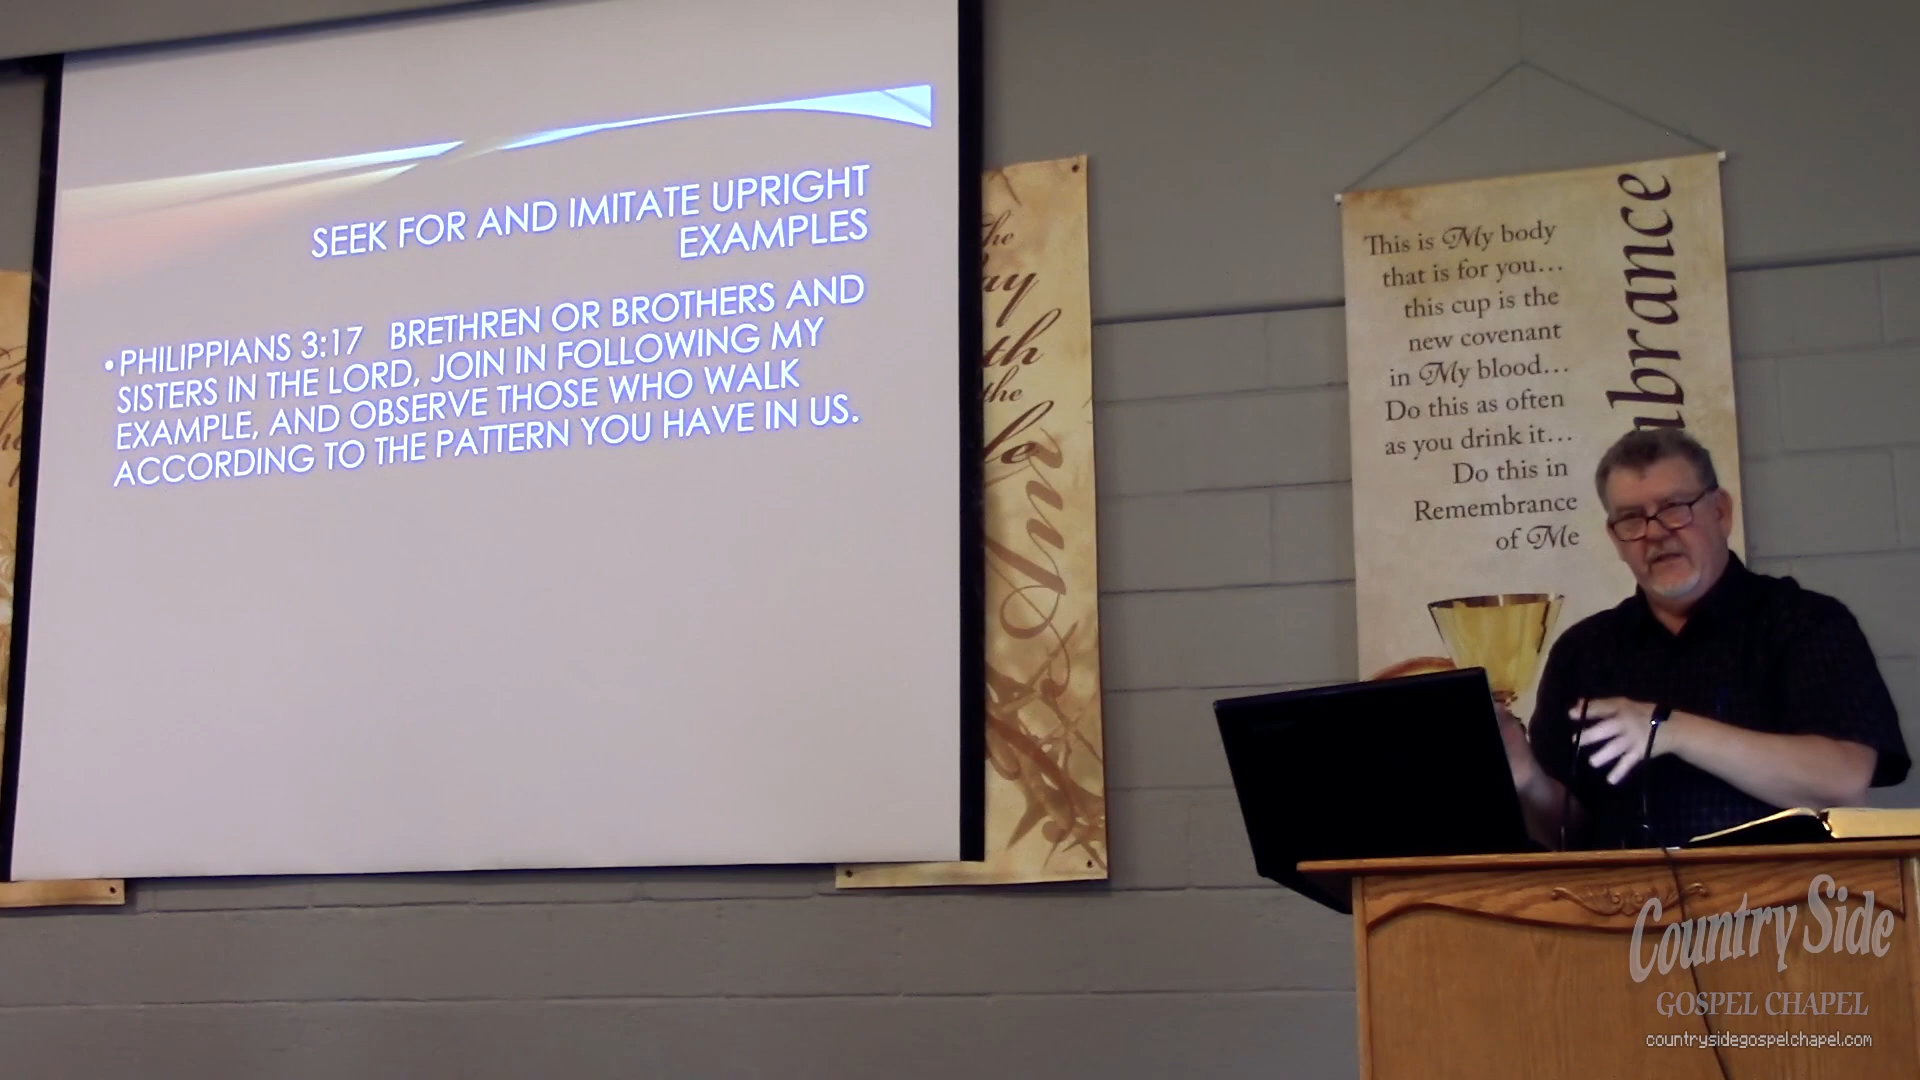 SEEK FOR AND IMITATE UPRIGHT
EXAMPLES
•PHILIPPIANS 3:17 BRETHREN OR BROTHERS AND
SISTERS IN THE LORD, JOIN IN FOLLOWING MY
EXAMPLE, AND OBSERVE THOSE WHO WALK
ACCORDING TO THE PATTERN YOU HAVE IN US.
This is My body
that is for you...
this cup is the
new covenant
in My blood...
Do this as often
as you drink it...
Do this in
Remembrance
of Me
Country Side
GOSPEL CHAPEL
countrysidegospelchapel.com